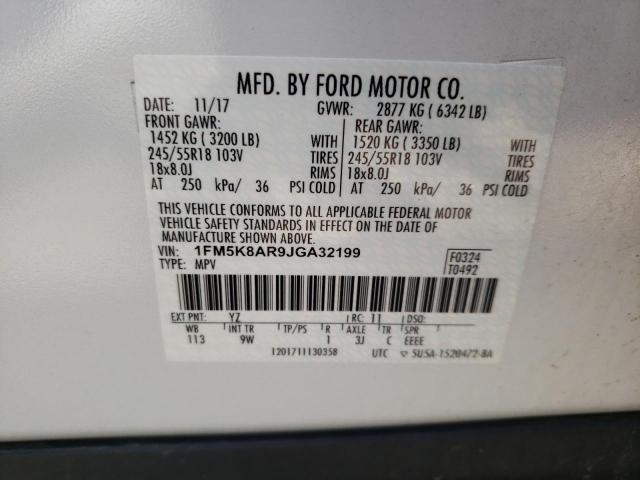 MFD. BY FORD MOTOR CO.
DATE: 11/17 GVWR: 2877 KG ( 6342 LB)
FRONT GAWR: REAR GAWR:
1452 KG ( 3200 LB) WITH 1520 KG ( 3350 LB) WITH
245/55R18 103V TIRES 245/55R18 103V TIRES
18x8.0J RIMS 18x8.0J RIMS
AT 250 kPa/ 36 PSI COLD AT 250 kPa/ 36 PSI COLD
THIS VEHICLE CONFORMS TO ALL APPLICABLE FEDERAL MOTOR
VEHICLE SAFETY STANDARDS IN EFFECT ON THE DATE OF
MANUFACTURE SHOWN ABOVE.
VIN: 1FM5K8AR9JGA32199 F0324
TYPE: MPV T0492
EXT PNT: YZ RC: 11 DSO:
WB INT TR TP/PS R AXLE TR SPR
113 9W 1 3J C EEEE
1201711130358 UTC ▽ 5U5A-1520472-BA